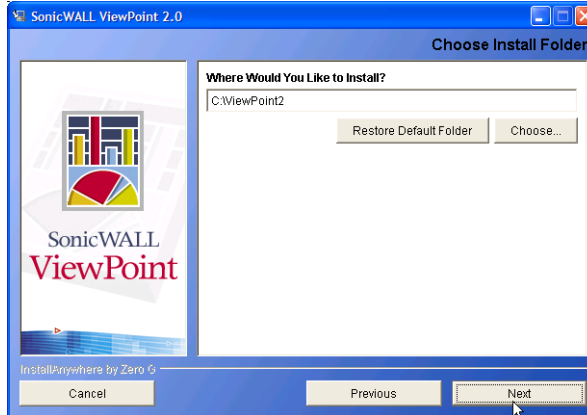 SonicWALL ViewPoint 2.0
Choose Install Folder
Where Would You Like to Install?
C:\ViewPoint2
Restore Default Folder
Choose...
SonicWALL
ViewPoint
InstallAnywhere by Zero G
Cancel
Previous
Next